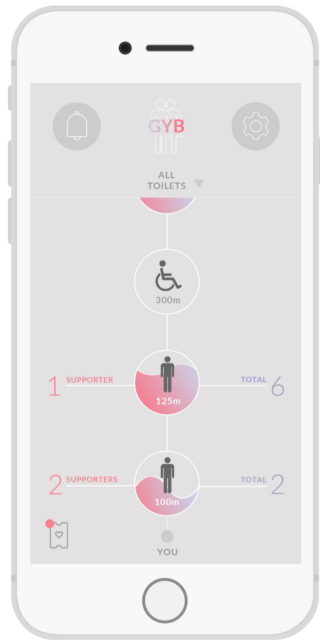 GYB
ALL
TOILETS
300m
1 SUPPORTER
125m
TOTAL 6
2 SUPPORTERS
100m
TOTAL 2
YOU